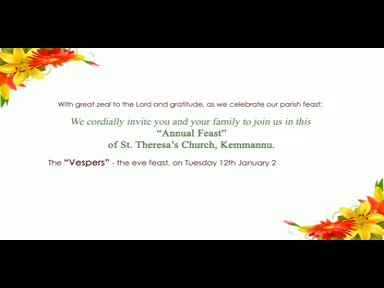 With great zeal to the Lord and gratitude, as we celebrate our parish feast:
We cordially invite you and your family to join us in this
“Annual Feast”
of St. Theresa’s Church, Kemmannu.
The “Vespers” - the eve feast, on Tuesday 12th January 2